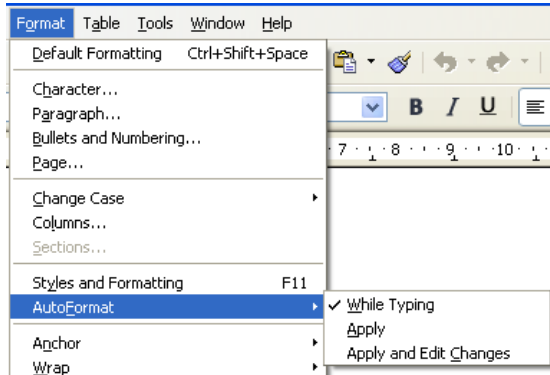 Format Table Tools Window Help
Default Formatting Ctrl+Shift+Space
Character...
Paragraph...
Bullets and Numbering...
Page...
B I U
7 8 9 10
Change Case
Columns...
Sections...
Styles and Formatting F11
AutoFormat
While Typing
Apply
Apply and Edit Changes
Anchor
Wrap